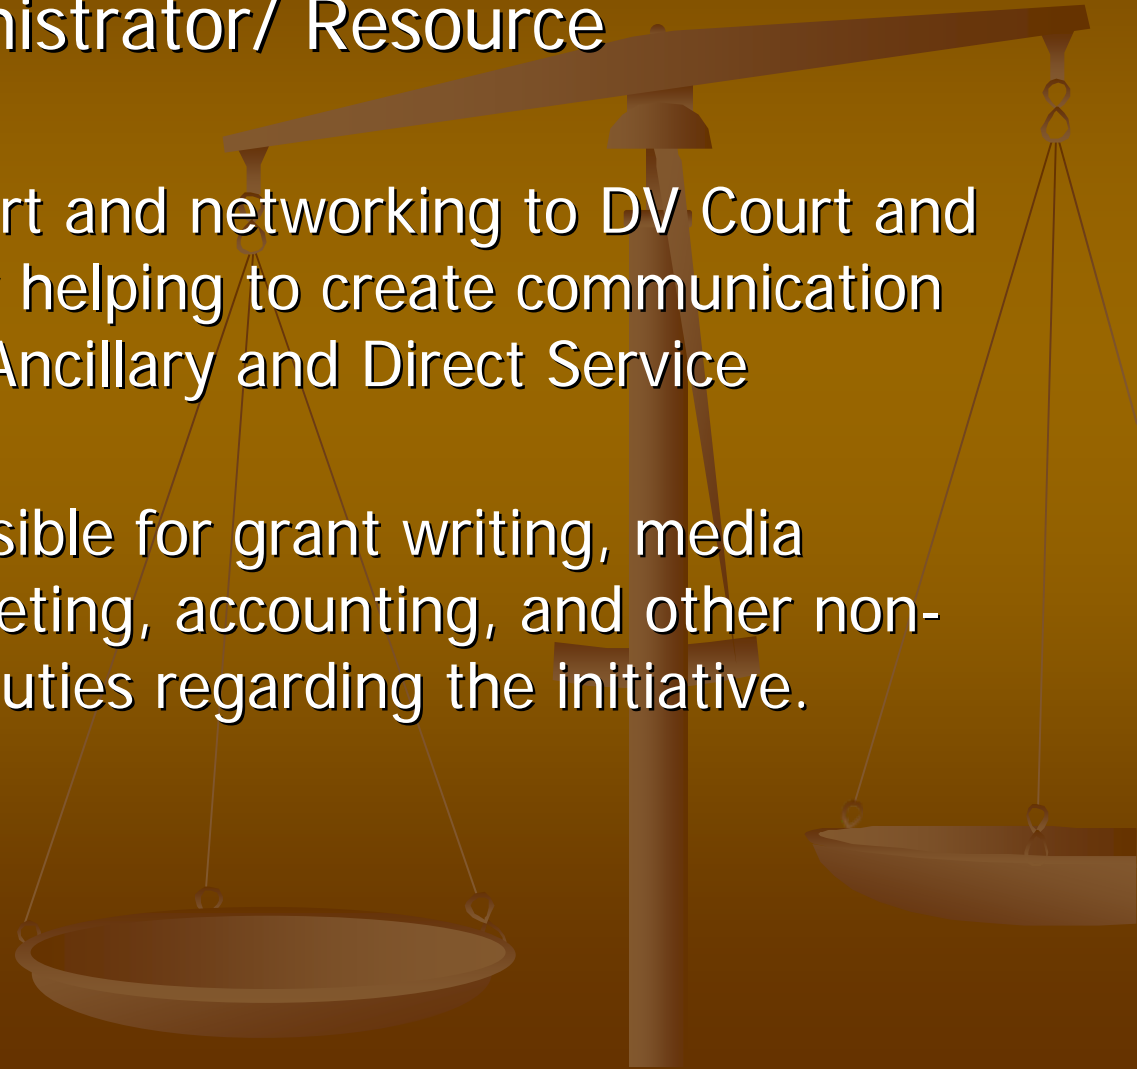 nistrator/ Resource
rt and networking to DV Court and
helping to create communication
Ancillary and Direct Service
sible for grant writing, media
eting, accounting, and other non-
uties regarding the initiative.